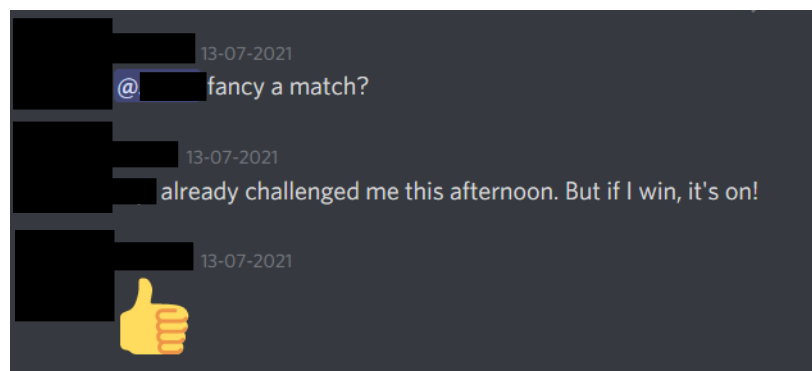 13-07-2021
@ fancy a match?
13-07-2021
already challenged me this afternoon. But if I win, it's on!
13-07-2021